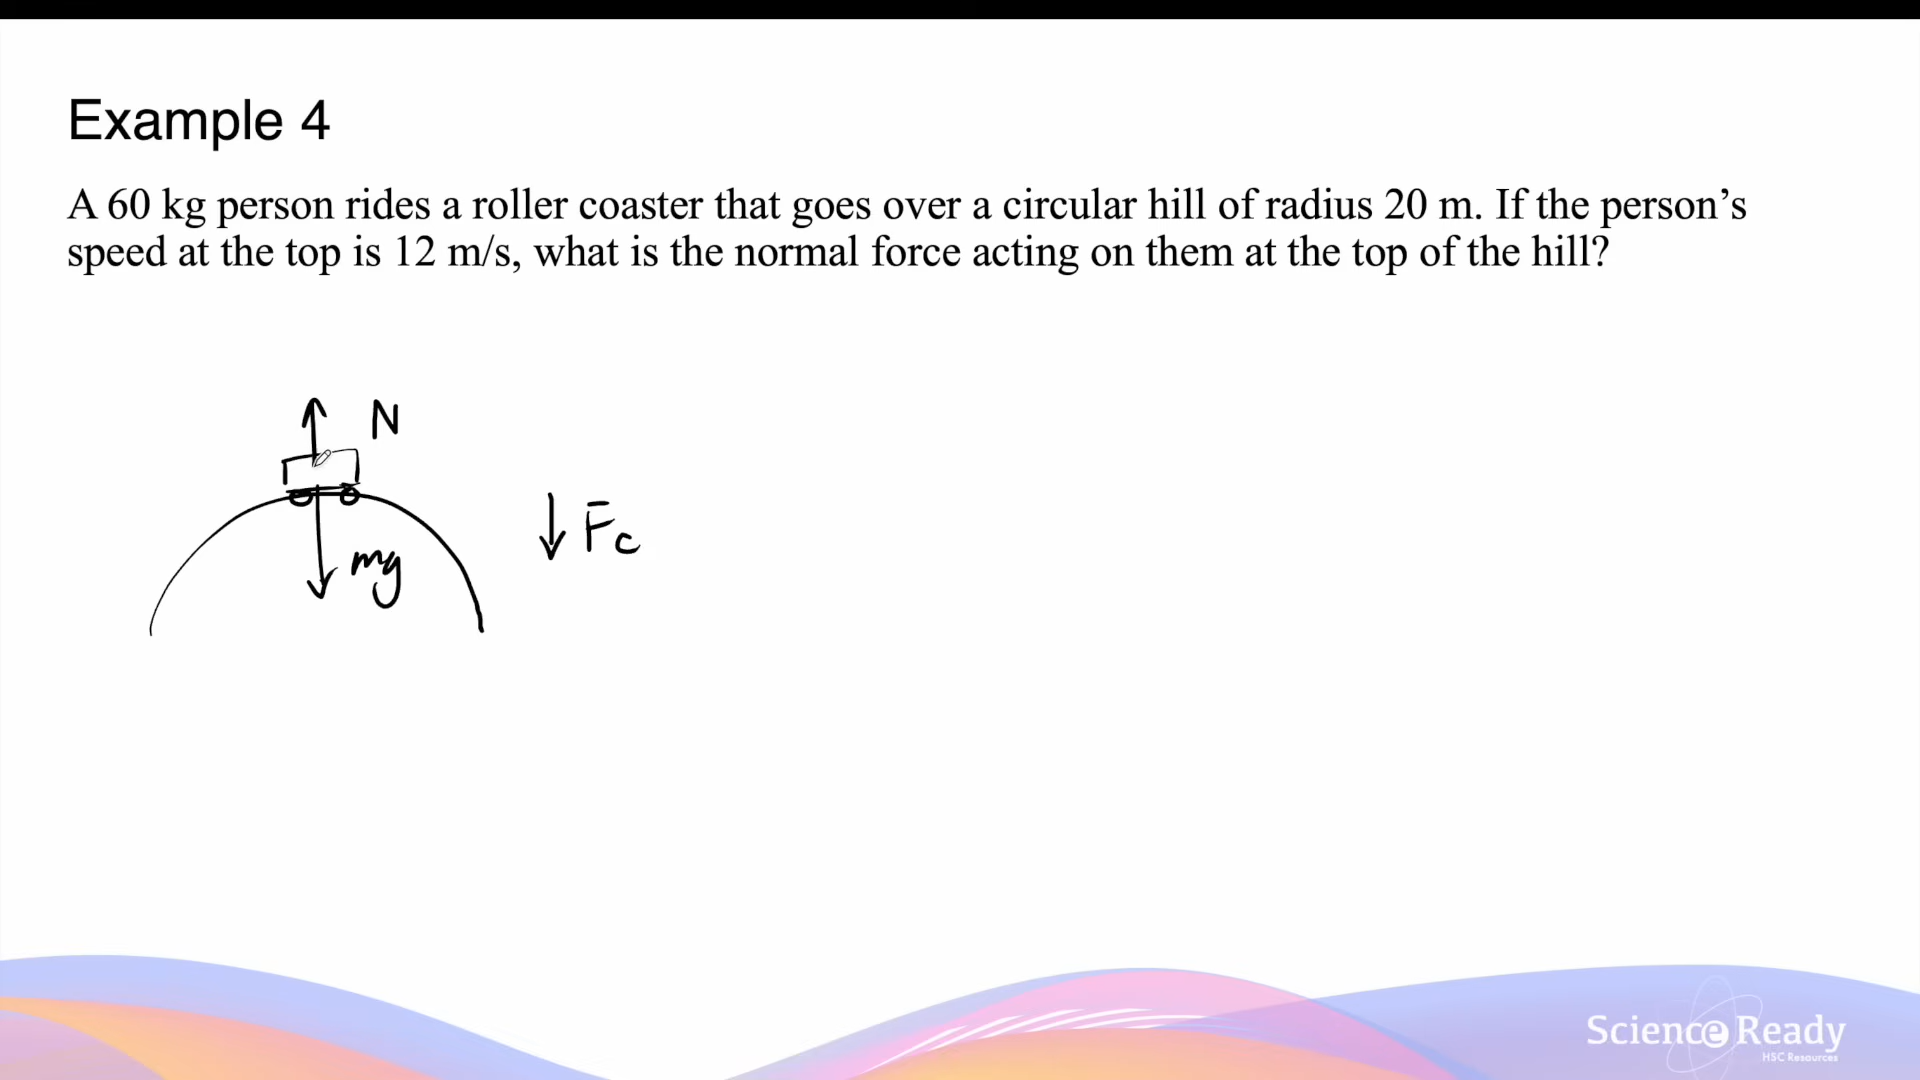 Example 4
A 60 kg person rides a roller coaster that goes over a circular hill of radius 20 m. If the person’s
speed at the top is 12 m/s, what is the normal force acting on them at the top of the hill?
N
Fc
mg
Science Ready
HSC Resources